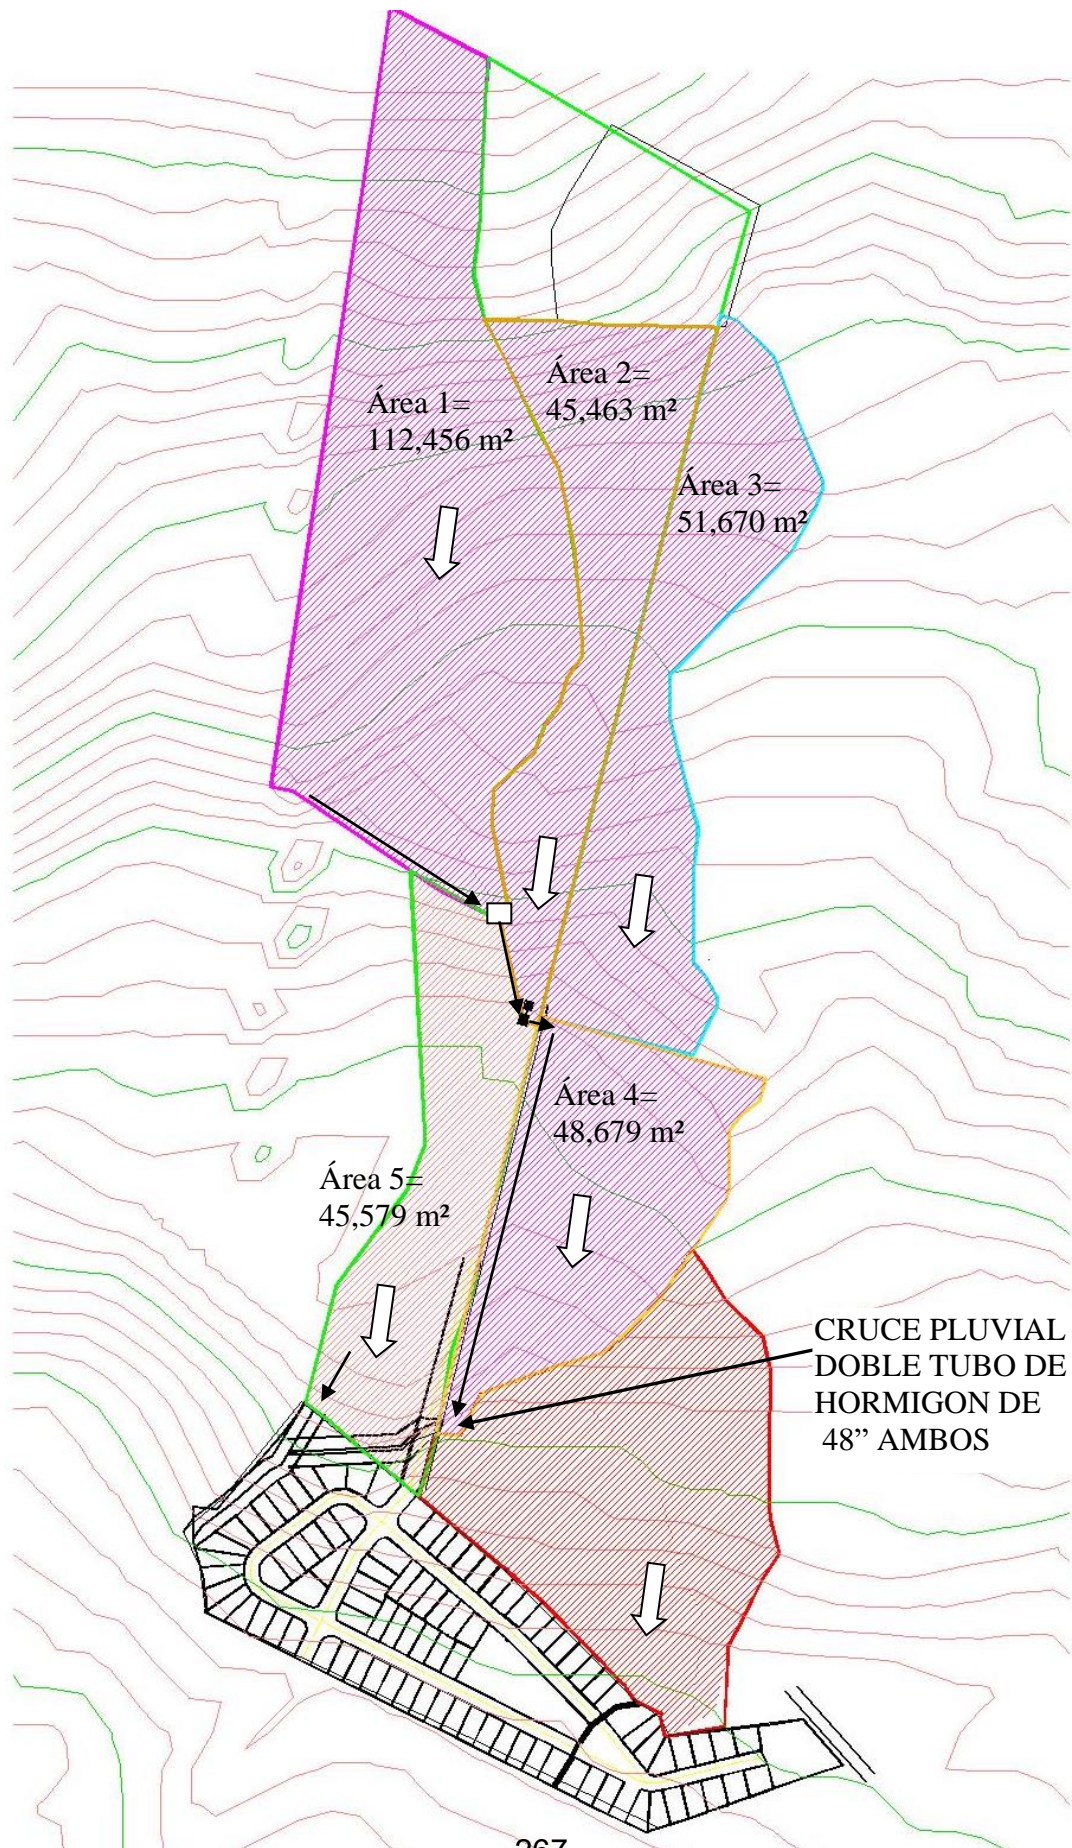 Área 1=
112,456 m²
Área 2=
45,463 m²
Área 3=
51,670 m²
Área 4=
48,679 m²
Área 5=
45,579 m²
CRUCE PLUVIAL
DOBLE TUBO DE
HORMIGON DE
48” AMBOS
267